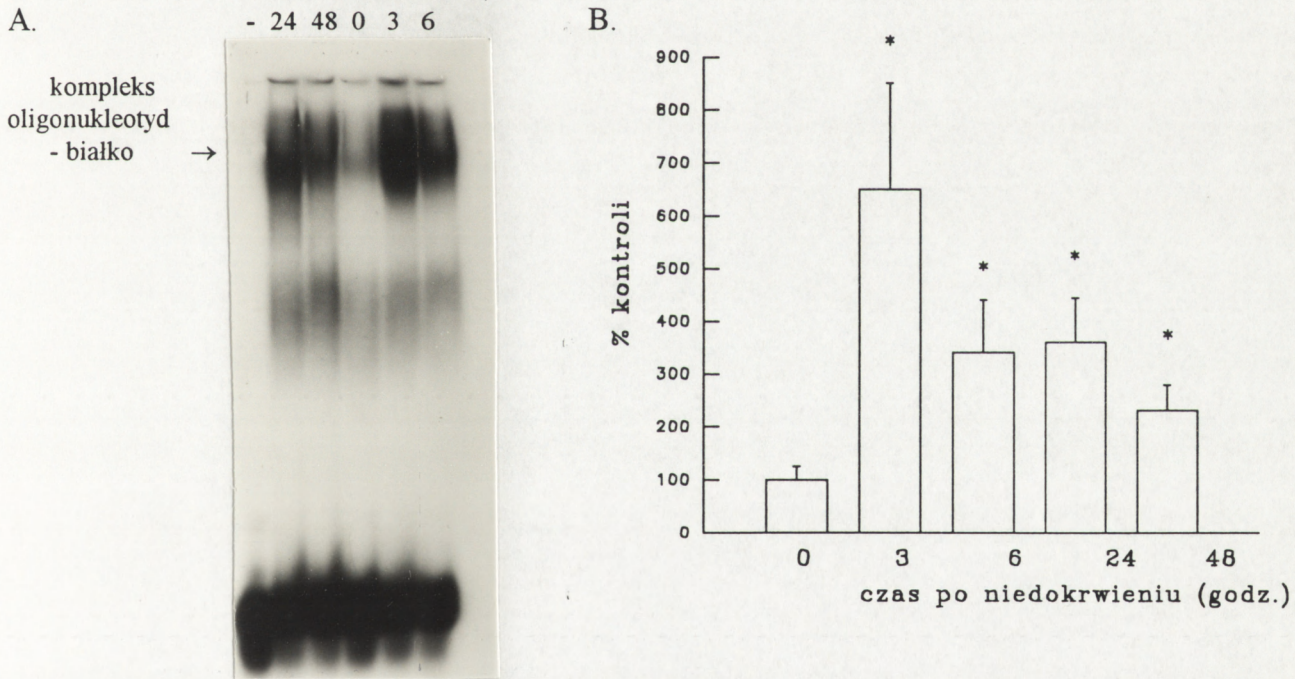 A.
- 24 48 0 3 6
kompleks
oligonukleotyd
- białko →
B.
% kontroli
900
800
700
600
500
400
300
200
100
0
* * * *
0 3 6 24 48
czas po niedokrwieniu (godz.)